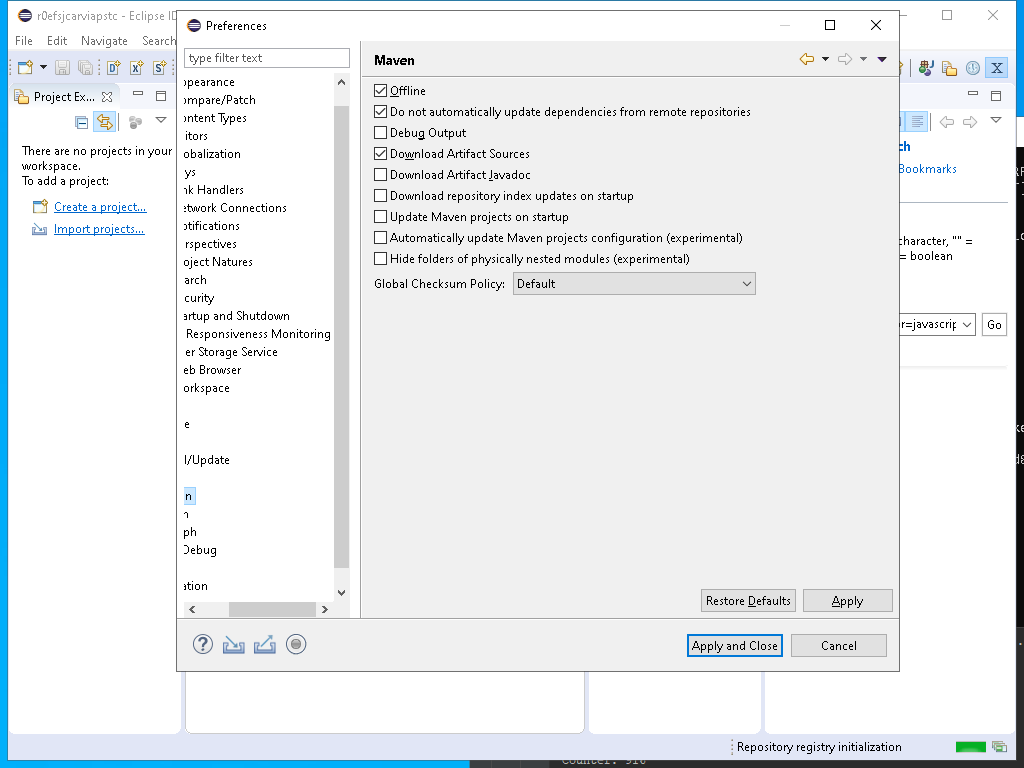 r0efsjcarviapstc - Eclipse ID
File Edit Navigate Search
Project Ex...
There are no projects in your
workspace.
To add a project:
Create a project...
Import projects...
Preferences
type filter text
ppearance
ompare/Patch
ontent Types
itors
obalization
ys
nk Handlers
etwork Connections
otifications
rspectives
oject Natures
arch
curity
artup and Shutdown
Responsiveness Monitoring
er Storage Service
eb Browser
orkspace
e
l/Update
n
n
ph
Debug
ation
Maven
Offline
Do not automatically update dependencies from remote repositories
Debug Output
Download Artifact Sources
Download Artifact Javadoc
Download repository index updates on startup
Update Maven projects on startup
Automatically update Maven projects configuration (experimental)
Hide folders of physically nested modules (experimental)
Global Checksum Policy: Default
Restore Defaults Apply
Apply and Close Cancel
ch
Bookmarks
character, "" =
= boolean
or=javascrip
Go
Repository registry initialization
Counter: 910